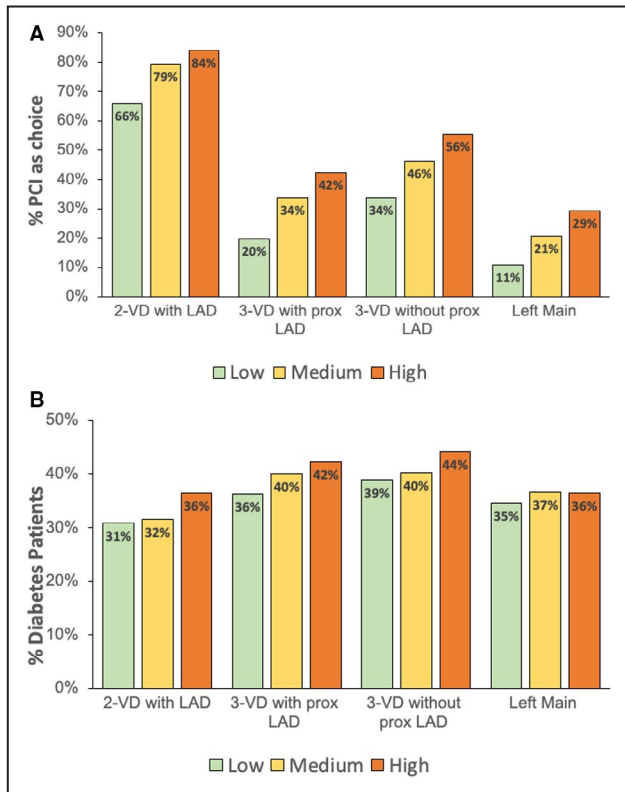 A
90%
80%
70%
60%
50%
40%
30%
20%
10%
0%
% PCI as choice
66%
79%
84%
20%
34%
42%
34%
46%
56%
11%
21%
29%
2-VD with LAD
3-VD with prox
LAD
3-VD without prox
LAD
Left Main
Low Medium High
B
50%
40%
30%
20%
10%
0%
% Diabetes Patients
31%
32%
36%
36%
40%
42%
39%
40%
44%
35%
37%
36%
2-VD with LAD
3-VD with prox
LAD
3-VD without
prox LAD
Left Main
Low Medium High